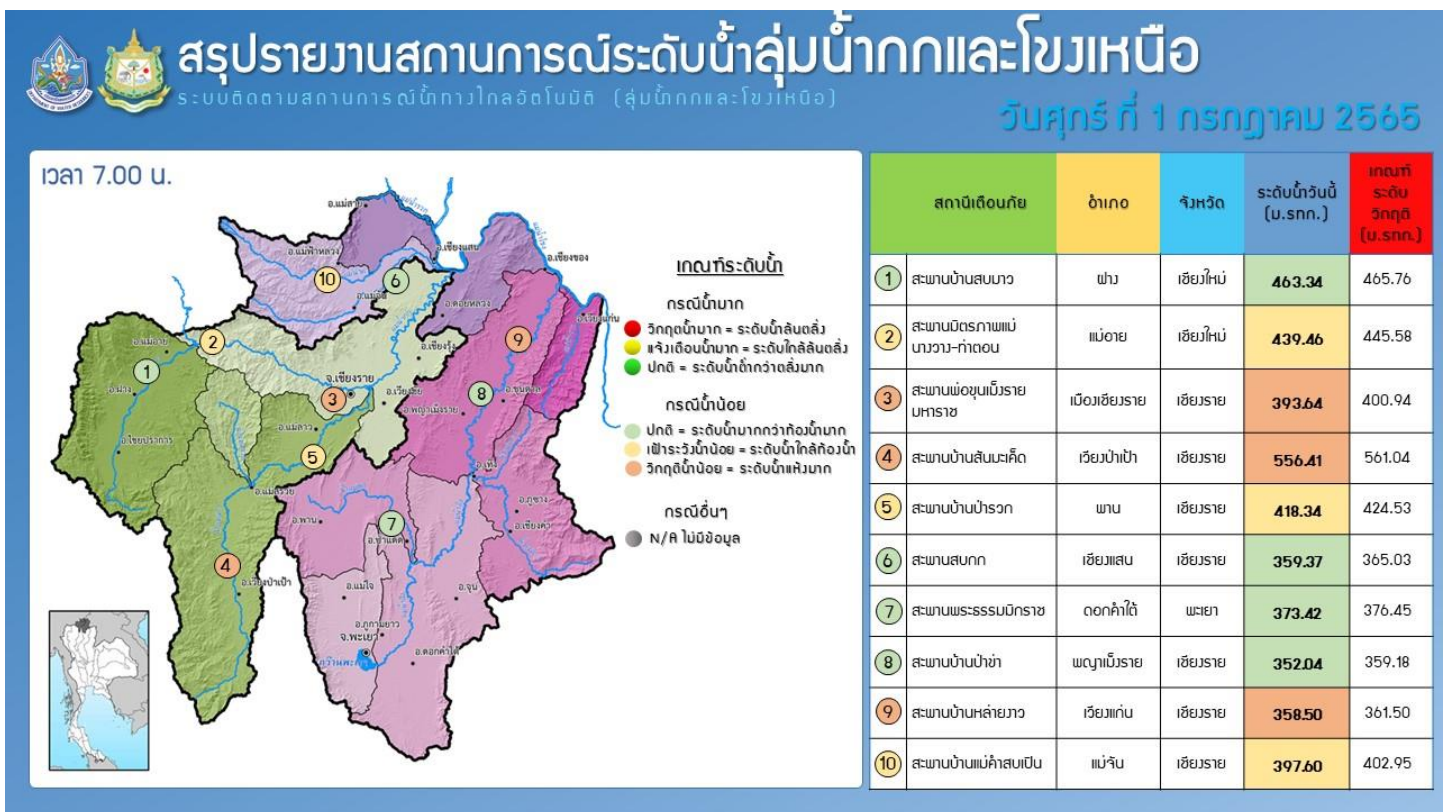 สรุปรายงานสถานการณ์ระดับน้ำลุ่มน้ำกกและโขงเหนือ
ระบบติดตามสถานการณ์น้ำทางไกลอัตโนมัติ (ลุ่มน้ำกกและโขงเหนือ)
วันศุกร์ ที่ 1 กรกฎาคม 2565
เวลา 7.00 น.
อ.แม่สาย
แม่น้ำรวก
อ.แม่ฟ้าหลวง
อ.เชียงแสน
แม่น้ำโขง
อ.เชียงของ
10
6
อ.แม่จัน
อ.ดอยหลวง
อ.เวียงแก่น
2
9
อ.แม่อาย
อ.เชียงรุ้ง
1
จ.เชียงราย
อ.ฝาง
3
อ.เวียงชัย
8
อ.ขุนตาล
อ.พญาเม็งราย
อ.แม่ลาว
อ.ไชยปราการ
5
อ.เทิง
อ.แม่สรวย
อ.ภูซาง
อ.พาน
7
อ.เชียงคำ
อ.ป่าแดด
4
อ.เวียงป่าเป้า
อ.แม่ใจ
อ.จุน
อ.ภูกามยาว
จ.พะเยา
กว๊านพะเยา
อ.ดอกคำใต้
เกณฑ์ระดับน้ำ
กรณีน้ำมาก
วิกฤตน้ำมาก = ระดับน้ำล้นตลิ่ง
แจ้งเตือนน้ำมาก = ระดับใกล้ล้นตลิ่ง
ปกติ = ระดับน้ำต่ำกว่าตลิ่งมาก
กรณีน้ำน้อย
ปกติ = ระดับน้ำมากกว่าท้องน้ำมาก
เฝ้าระวังน้ำน้อย = ระดับน้ำใกล้ท้องน้ำ
วิกฤติน้ำน้อย = ระดับน้ำแห้งมาก
กรณีอื่นๆ
N/A ไม่มีข้อมูล
สถานีเตือนภัย อำเภอ จังหวัด ระดับน้ำวันนี้ (ม.รทก.) เกณฑ์ระดับวิกฤติ (ม.รทก.)
1 สะพานบ้านสบมาว ฝาง เชียงใหม่ 463.34 465.76
2 สะพานมิตรภาพแม่นาวาง-ท่าตอน แม่อาย เชียงใหม่ 439.46 445.58
3 สะพานพ่อขุนเม็งรายมหาราช เมืองเชียงราย เชียงราย 393.64 400.94
4 สะพานบ้านสันมะเค็ด เวียงป่าเป้า เชียงราย 556.41 561.04
5 สะพานบ้านป่ารวก พาน เชียงราย 418.34 424.53
6 สะพานสบกก เชียงแสน เชียงราย 359.37 365.03
7 สะพานพระธรรมมิกราช ดอกคำใต้ พะเยา 373.42 376.45
8 สะพานบ้านป่าข่า พญาเม็งราย เชียงราย 352.04 359.18
9 สะพานบ้านหล่ายงาว เวียงแก่น เชียงราย 358.50 361.50
10 สะพานบ้านแม่คำสบเปิน แม่จัน เชียงราย 397.60 402.95